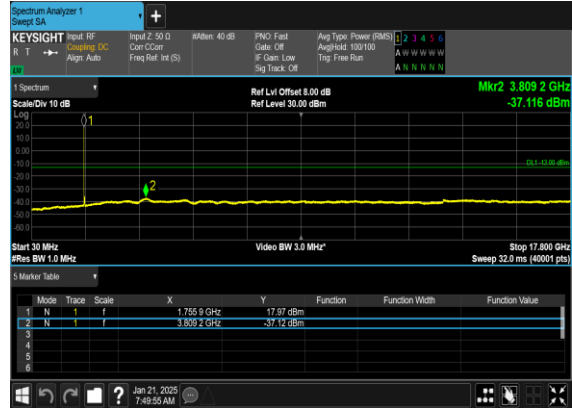 Spectrum Analyzer 1
Swept SA
KEYSIGHT Input: RF Input Z: 50 Ω #Atten: 40 dB PNO: Fast Avg Type: Power (RMS) 1 2 3 4 5 6
R T Coupling: DC Corr CCorr Gate: Off Avg|Hold: 100/100 A W W W W W
Align: Auto Freq Ref: Int (S) IF Gain: Low Trig: Free Run
Sig Track: Off A N N N N N
1 Spectrum Ref Lvl Offset 8.00 dB Mkr2 3.809 2 GHz
Scale/Div 10 dB Ref Level 30.00 dBm -37.116 dBm
Log
20.0
10.0
0.00
-10.0
-20.0
-30.0
-40.0
-50.0
-60.0
1
2
DL1 -13.00 dBm
Start 30 MHz Video BW 3.0 MHz* Stop 17.800 GHz
#Res BW 1.0 MHz Sweep 32.0 ms (40001 pts)
5 Marker Table
Mode Trace Scale X Y Function Function Width Function Value
1 N 1 f 1.755 9 GHz 17.97 dBm
2 N 1 f 3.809 2 GHz -37.12 dBm
3
4
5
6
? Jan 21, 2025
7:49:55 AM